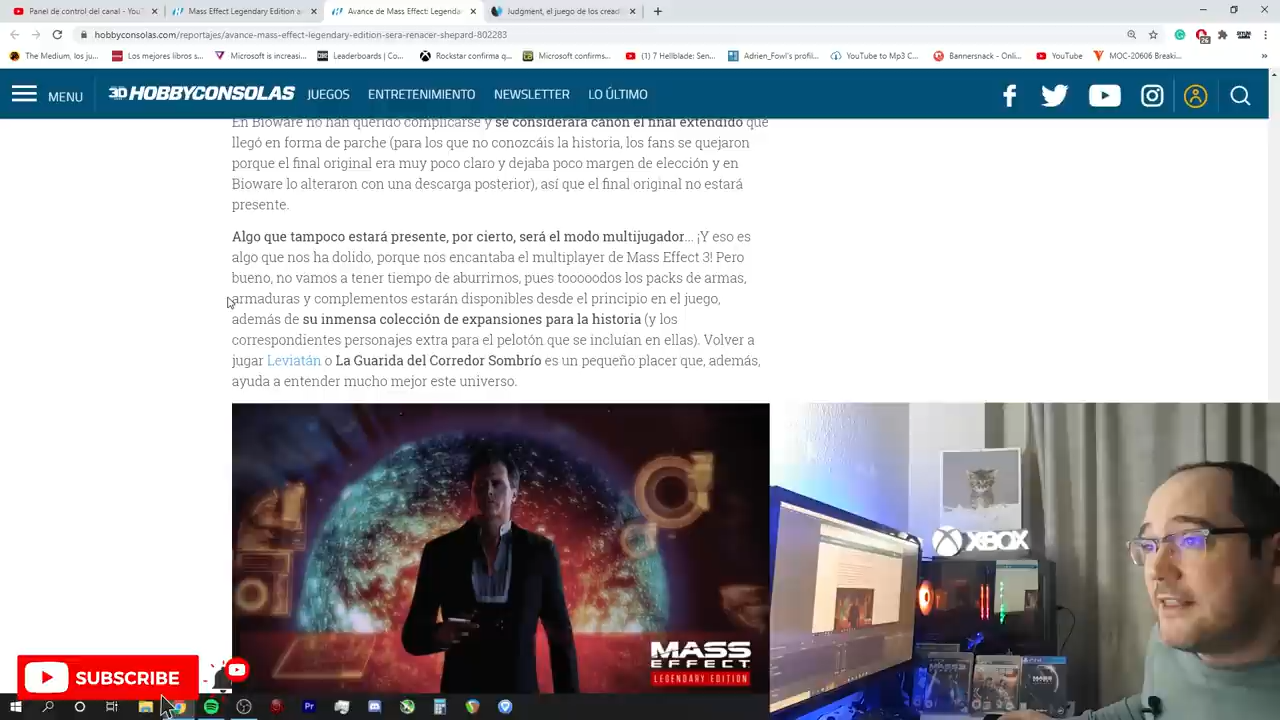 Panel de control del canal - YouT
Mass Effect Legendary Edition a
Avance de Mass Effect: Legenda
Judgment, el juego de los cread
hobbyconsolas.com/reportajes/avance-mass-effect-legendary-edition-sera-renacer-shepard-802283
The Medium, los ju...
Los mejores libros s...
Microsoft is increasi...
Leaderboards | Co...
Rockstar confirma q...
Microsoft confirms...
(1) 7 Hellblade: Sen...
Adrien_Fowl's profil...
YouTube to Mp3 C...
Bannersnack - Onli...
YouTube
MOC-20606 Breaki...
MENU
HOBBYCONSOLAS
JUEGOS
ENTRETENIMIENTO
NEWSLETTER
LO ÚLTIMO
En Bioware no han querido complicarse y se considerará canon el final extendido que
llegó en forma de parche (para los que no conozcáis la historia, los fans se quejaron
porque el final original era muy poco claro y dejaba poco margen de elección y en
Bioware lo alteraron con una descarga posterior), así que el final original no estará
presente.
Algo que tampoco estará presente, por cierto, será el modo multijugador... ¡Y eso es
algo que nos ha dolido, porque nos encantaba el multiplayer de Mass Effect 3! Pero
bueno, no vamos a tener tiempo de aburrirnos, pues tooooodos los packs de armas,
armaduras y complementos estarán disponibles desde el principio en el juego,
además de su inmensa colección de expansiones para la historia (y los
correspondientes personajes extra para el pelotón que se incluían en ellas). Volver a
jugar Leviatán o La Guarida del Corredor Sombrío es un pequeño placer que, además,
ayuda a entender mucho mejor este universo.
MASS
EFFECT
LEGENDARY EDITION
XBOX
SUBSCRIBE